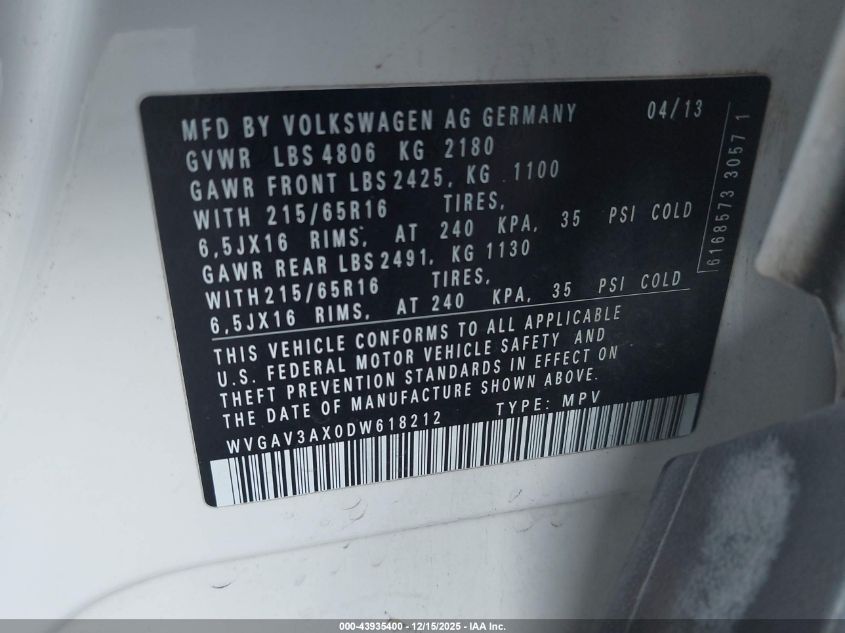 MFD BY VOLKSWAGEN AG GERMANY 04/13
GVWR LBS 4806 KG 2180
GAWR FRONT LBS 2425, KG 1100
WITH 215/65R16 TIRES,
6,5JX16 RIMS, AT 240 KPA, 35 PSI COLD
GAWR REAR LBS 2491, KG 1130
WITH 215/65R16 TIRES,
6,5JX16 RIMS, AT 240 KPA, 35 PSI COLD
THIS VEHICLE CONFORMS TO ALL APPLICABLE
U.S. FEDERAL MOTOR VEHICLE SAFETY AND
THEFT PREVENTION STANDARDS IN EFFECT ON
THE DATE OF MANUFACTURE SHOWN ABOVE.
WVGAV3AX0DW618212 TYPE: MPV
6168573 3057 1
000-43935400 - 12/15/2025 - IAA Inc.